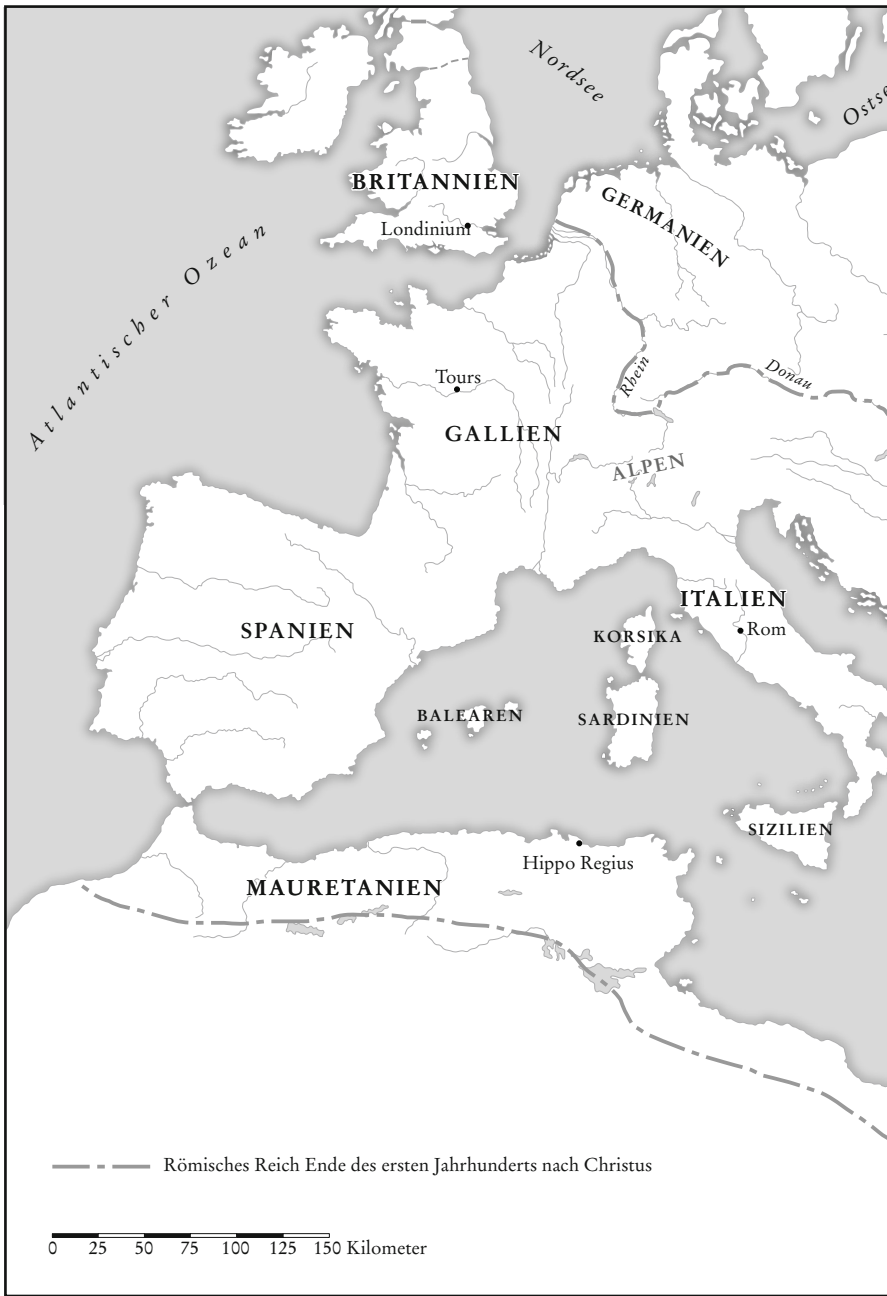 Nordsee
Ostse
Atlantischer Ozean
BRITANNIEN
Londinium
GERMANIEN
Rhein
Donau
Tours
GALLIEN
ALPEN
ITALIEN
Rom
SPANIEN
KORSIKA
BALEAREN
SARDINIEN
SIZILIEN
Hippo Regius
MAURETANIEN
Römisches Reich Ende des ersten Jahrhunderts nach Christus
0 25 50 75 100 125 150 Kilometer